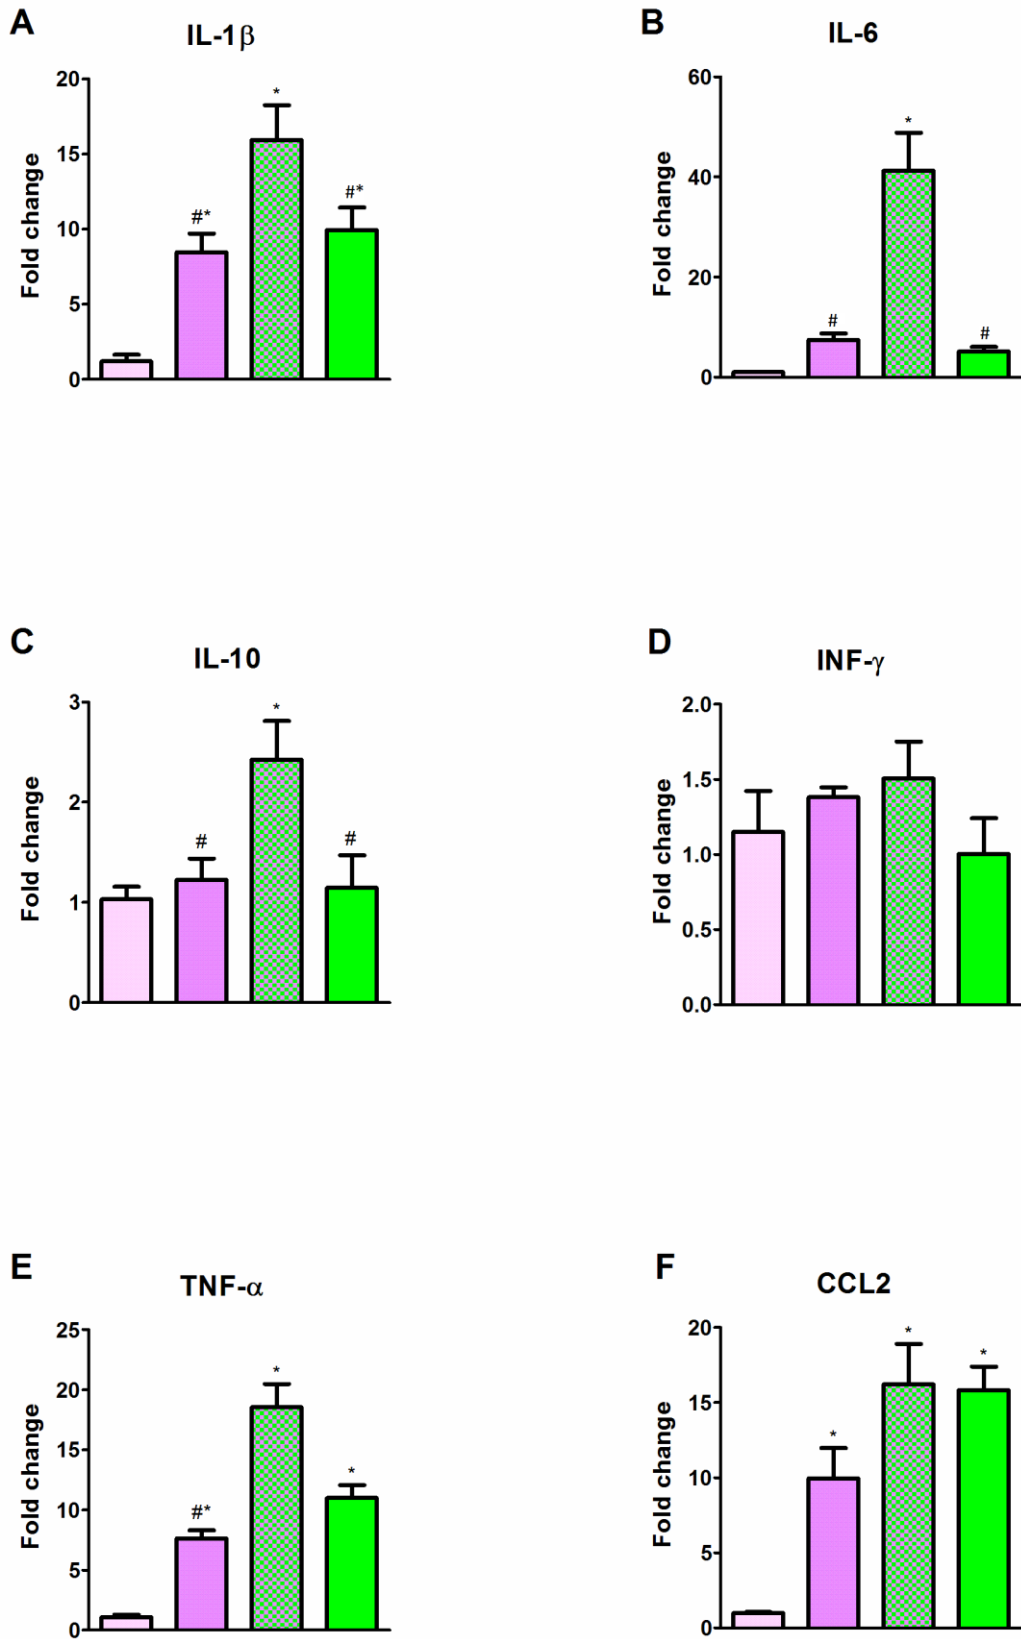 A
IL-1β
Fold change
20
15
10
5
0
#*
*
#*
B
IL-6
Fold change
60
40
20
0
#
*
#
C
IL-10
Fold change
3
2
1
0
#
*
#
D
INF-γ
Fold change
2.0
1.5
1.0
0.5
0.0
E
TNF-α
Fold change
25
20
15
10
5
0
#*
*
*
F
CCL2
Fold change
20
15
10
5
0
*
*
*